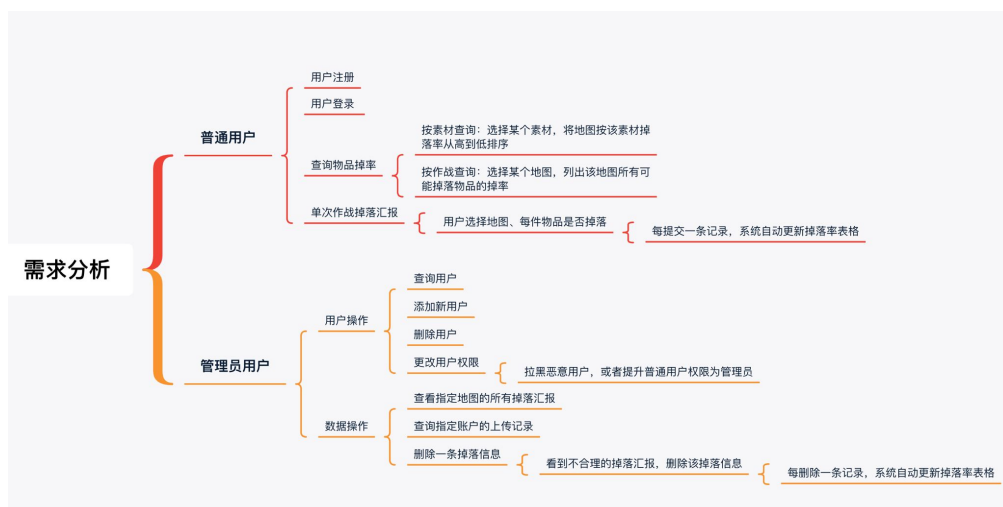 需求分析
普通用户
用户注册
用户登录
查询物品掉率
按素材查询：选择某个素材，将地图按该素材掉
落率从高到低排序
按作战查询：选择某个地图，列出该地图所有可
能掉落物品的掉率
单次作战掉落汇报
用户选择地图、每件物品是否掉落
每提交一条记录，系统自动更新掉落率表格
管理员用户
用户操作
查询用户
添加新用户
删除用户
更改用户权限
拉黑恶意用户，或者提升普通用户权限为管理员
数据操作
查看指定地图的所有掉落汇报
查询指定账户的上传记录
删除一条掉落信息
看到不合理的掉落汇报，删除该掉落信息
每删除一条记录，系统自动更新掉落率表格